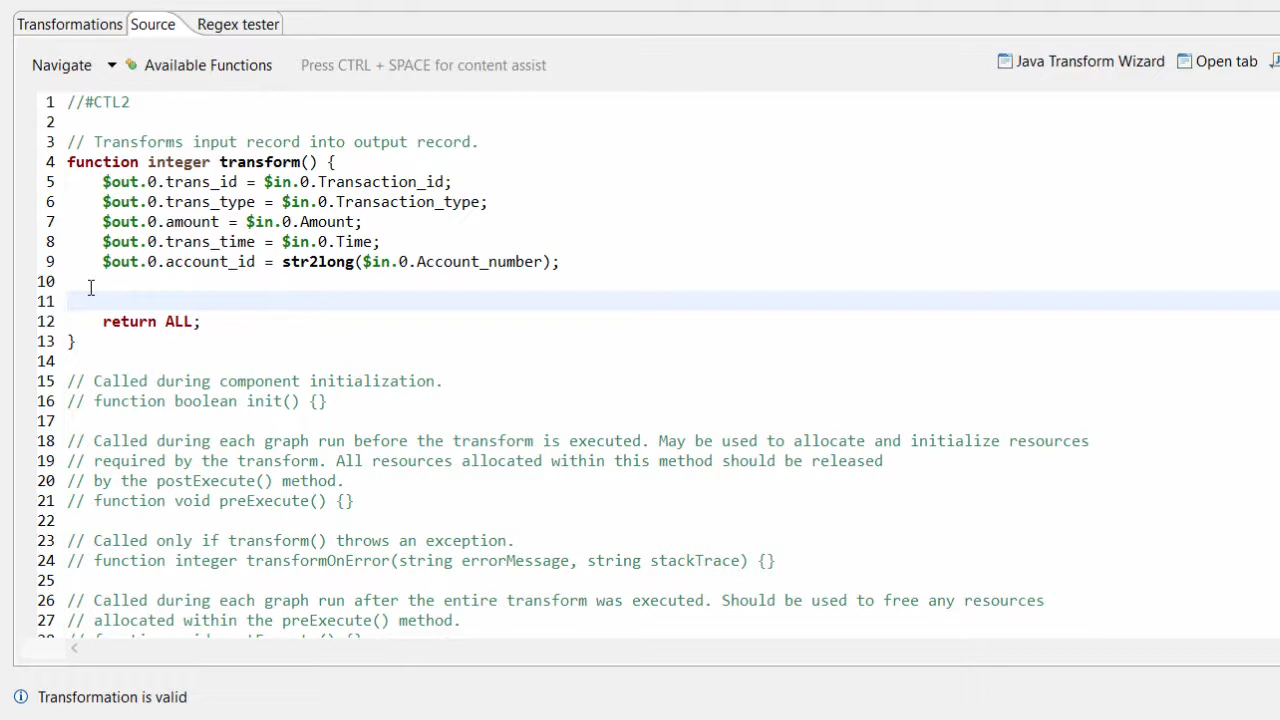 Transformations Source Regex tester
Navigate Available Functions Press CTRL + SPACE for content assist Java Transform Wizard Open tab
1 //#CTL2
2
3 // Transforms input record into output record.
4 function integer transform() {
5 $out.0.trans_id = $in.0.Transaction_id;
6 $out.0.trans_type = $in.0.Transaction_type;
7 $out.0.amount = $in.0.Amount;
8 $out.0.trans_time = $in.0.Time;
9 $out.0.account_id = str2long($in.0.Account_number);
10
11
12 return ALL;
13 }
14
15 // Called during component initialization.
16 // function boolean init() {}
17
18 // Called during each graph run before the transform is executed. May be used to allocate and initialize resources
19 // required by the transform. All resources allocated within this method should be released
20 // by the postExecute() method.
21 // function void preExecute() {}
22
23 // Called only if transform() throws an exception.
24 // function integer transformOnError(string errorMessage, string stackTrace) {}
25
26 // Called during each graph run after the entire transform was executed. Should be used to free any resources
27 // allocated within the preExecute() method.
Transformation is valid